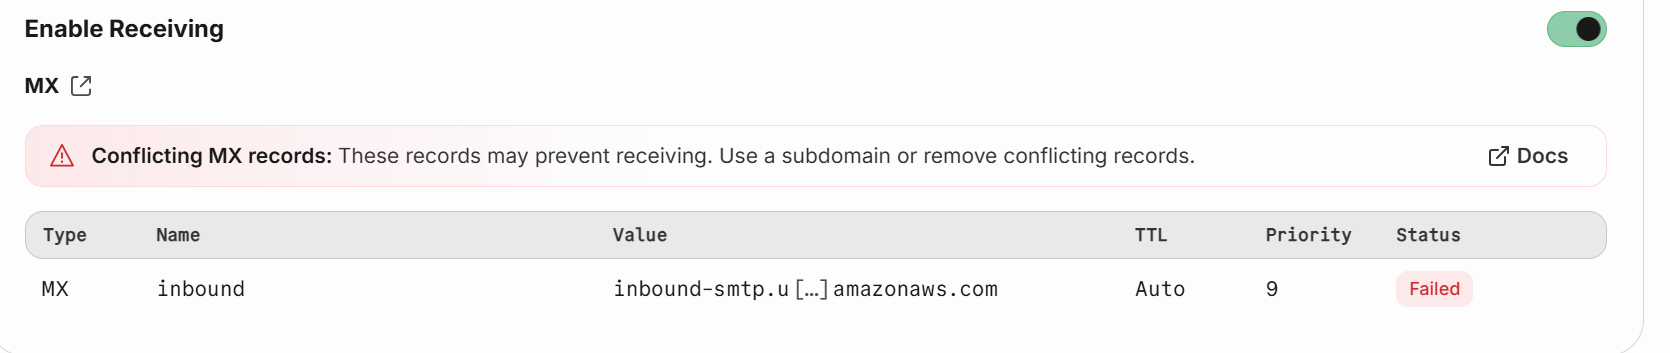 Enable Receiving
MX
Conflicting MX records: These records may prevent receiving. Use a subdomain or remove conflicting records. Docs
Type Name Value TTL Priority Status
MX inbound inbound-smtp.u[...]amazonaws.com Auto 9 Failed